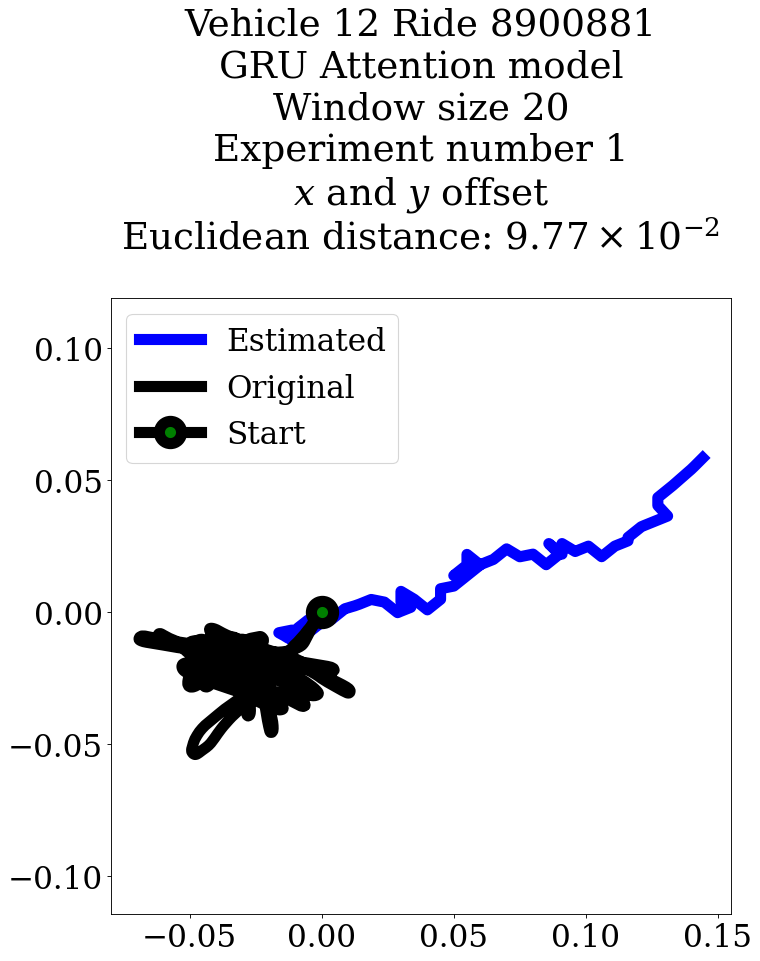 Vehicle 12 Ride 8900881
GRU Attention model
Window size 20
Experiment number 1
x and y offset
Euclidean distance: 9.77 × 10⁻²
Estimated
Original
Start
0.10
0.05
0.00
−0.05
−0.10
−0.05 0.00 0.05 0.10 0.15